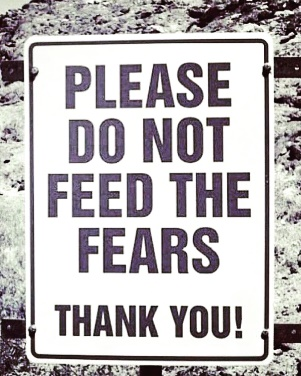 PLEASE
DO NOT
FEED THE
FEARS
THANK YOU!